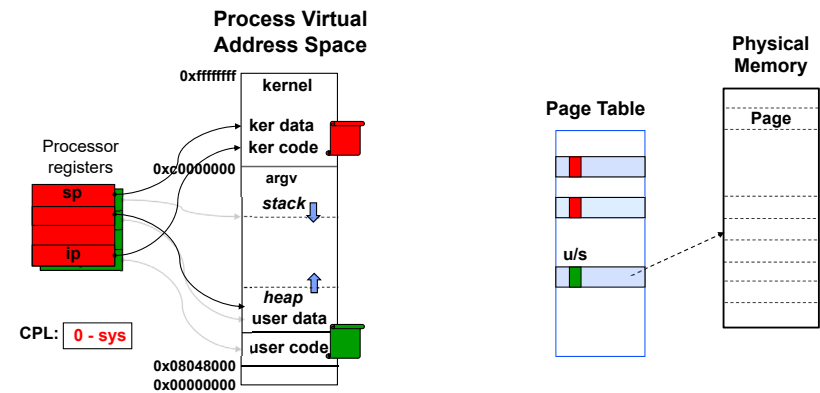 Process Virtual
Address Space
0xffffffff
kernel
ker data
ker code
Processor
registers
0xc0000000
argv
sp
stack
ip
heap
user data
CPL: 0 - sys
user code
0x08048000
0x00000000
Page Table
u/s
Physical
Memory
Page